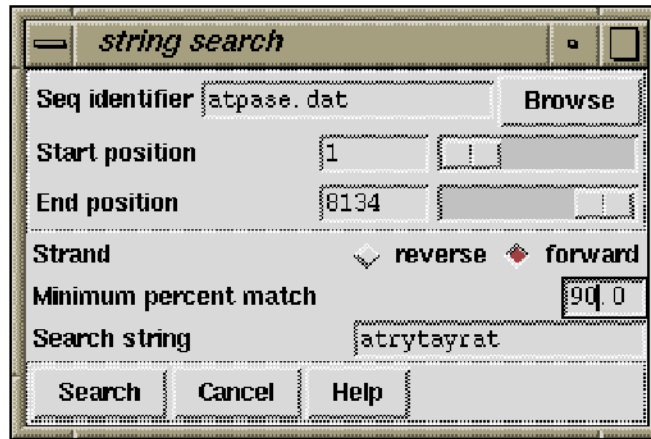 string search
Seq identifier atpase.dat Browse
Start position 1
End position 8134
Strand reverse forward
Minimum percent match 90.0
Search string atrytayrat
Search Cancel Help